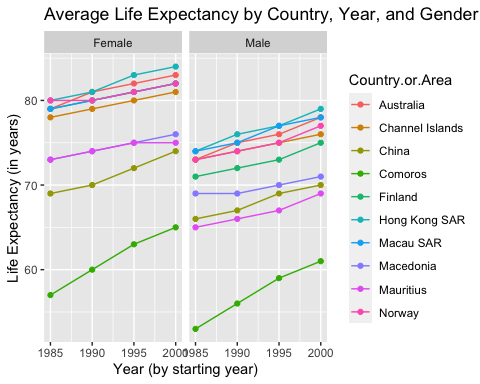 Average Life Expectancy by Country, Year, and Gender
Female
Male
Life Expectancy (in years)
80
70
60
1985 1990 1995 2000
1985 1990 1995 2000
Year (by starting year)
Country.or.Area
Australia
Channel Islands
China
Comoros
Finland
Hong Kong SAR
Macau SAR
Macedonia
Mauritius
Norway